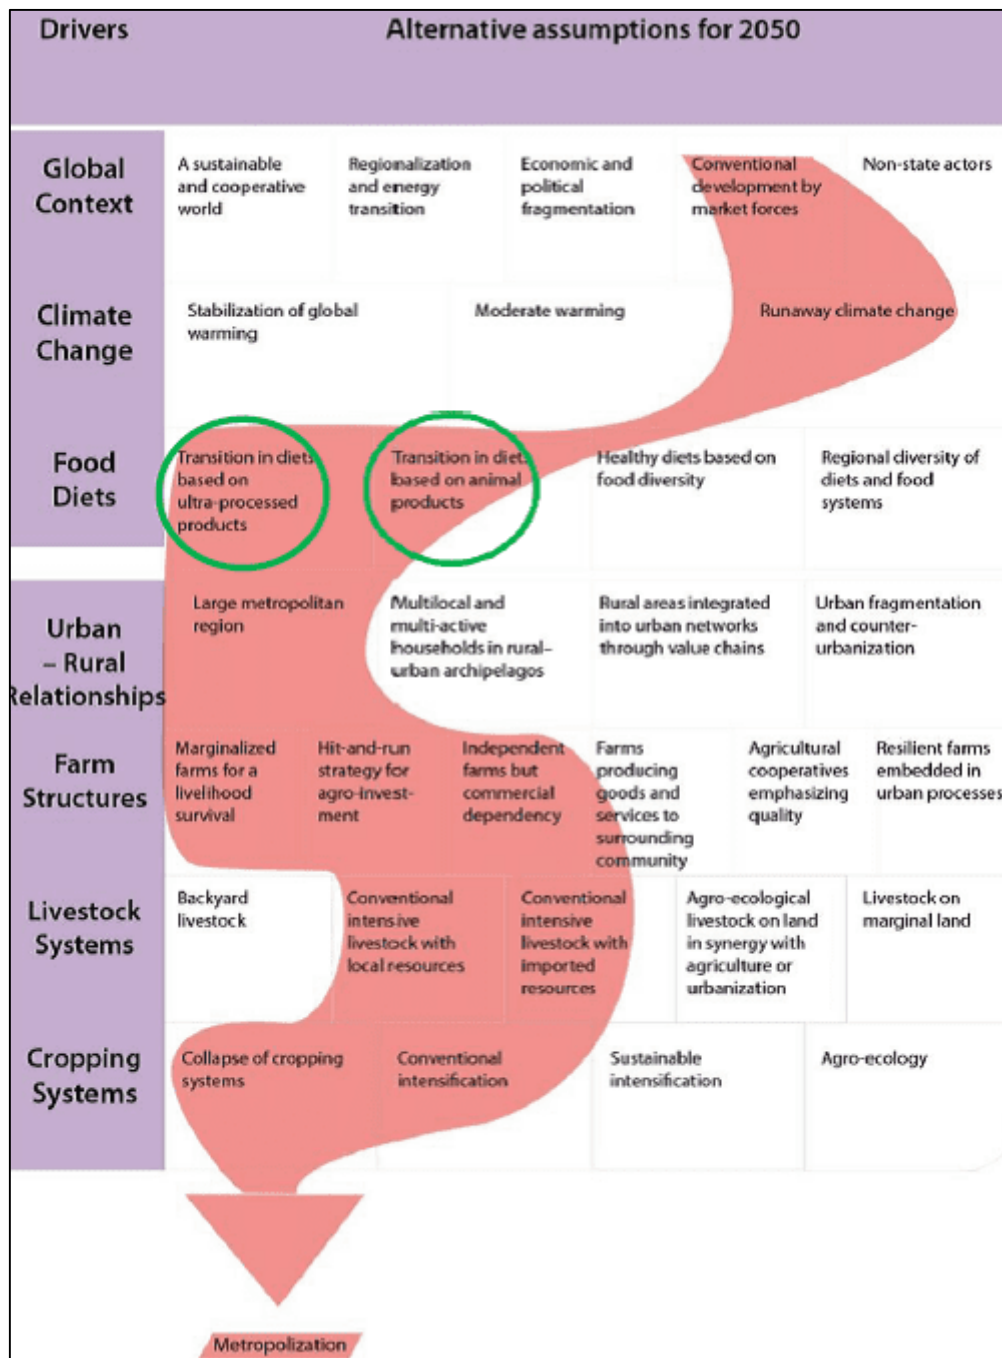 Drivers
Alternative assumptions for 2050
Global
Context
A sustainable
and cooperative
world
Regionalization
and energy
transition
Economic and
political
fragmentation
Conventional
development by
market forces
Non-state actors
Climate
Change
Stabilization of global
warming
Moderate warming
Runaway climate change
Food
Diets
Transition in diets
based on
ultra-processed
products
Transition in diets
based on animal
products
Healthy diets based on
food diversity
Regional diversity of
diets and food
systems
Urban
– Rural
Relationships
Large metropolitan
region
Multilocal and
multi-active
households in rural–
urban archipelagos
Rural areas integrated
into urban networks
through value chains
Urban fragmentation
and counter-
urbanization
Farm
Structures
Marginalized
farms for a
livelihood
survival
Hit-and-run
strategy for
agro-invest-
ment
Independent
farms but
commercial
dependency
Farms
producing
goods and
services to
surrounding
community
Agricultural
cooperatives
emphasizing
quality
Resilient farms
embedded in
urban processes
Livestock
Systems
Backyard
livestock
Conventional
intensive
livestock with
local resources
Conventional
intensive
livestock with
imported
resources
Agro-ecological
livestock on land
in synergy with
agriculture or
urbanization
Livestock on
marginal land
Cropping
Systems
Collapse of cropping
systems
Conventional
intensification
Sustainable
intensification
Agro-ecology
Metropolization